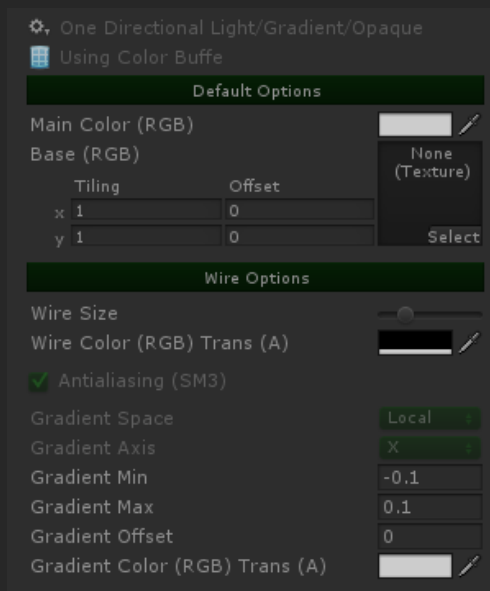 One Directional Light/Gradient/Opaque
Using Color Buffe
Default Options
Main Color (RGB)
Base (RGB)
None
(Texture)
Tiling Offset
x 1 0
y 1 0
Select
Wire Options
Wire Size
Wire Color (RGB) Trans (A)
Antialiasing (SM3)
Gradient Space Local
Gradient Axis X
Gradient Min -0.1
Gradient Max 0.1
Gradient Offset 0
Gradient Color (RGB) Trans (A)